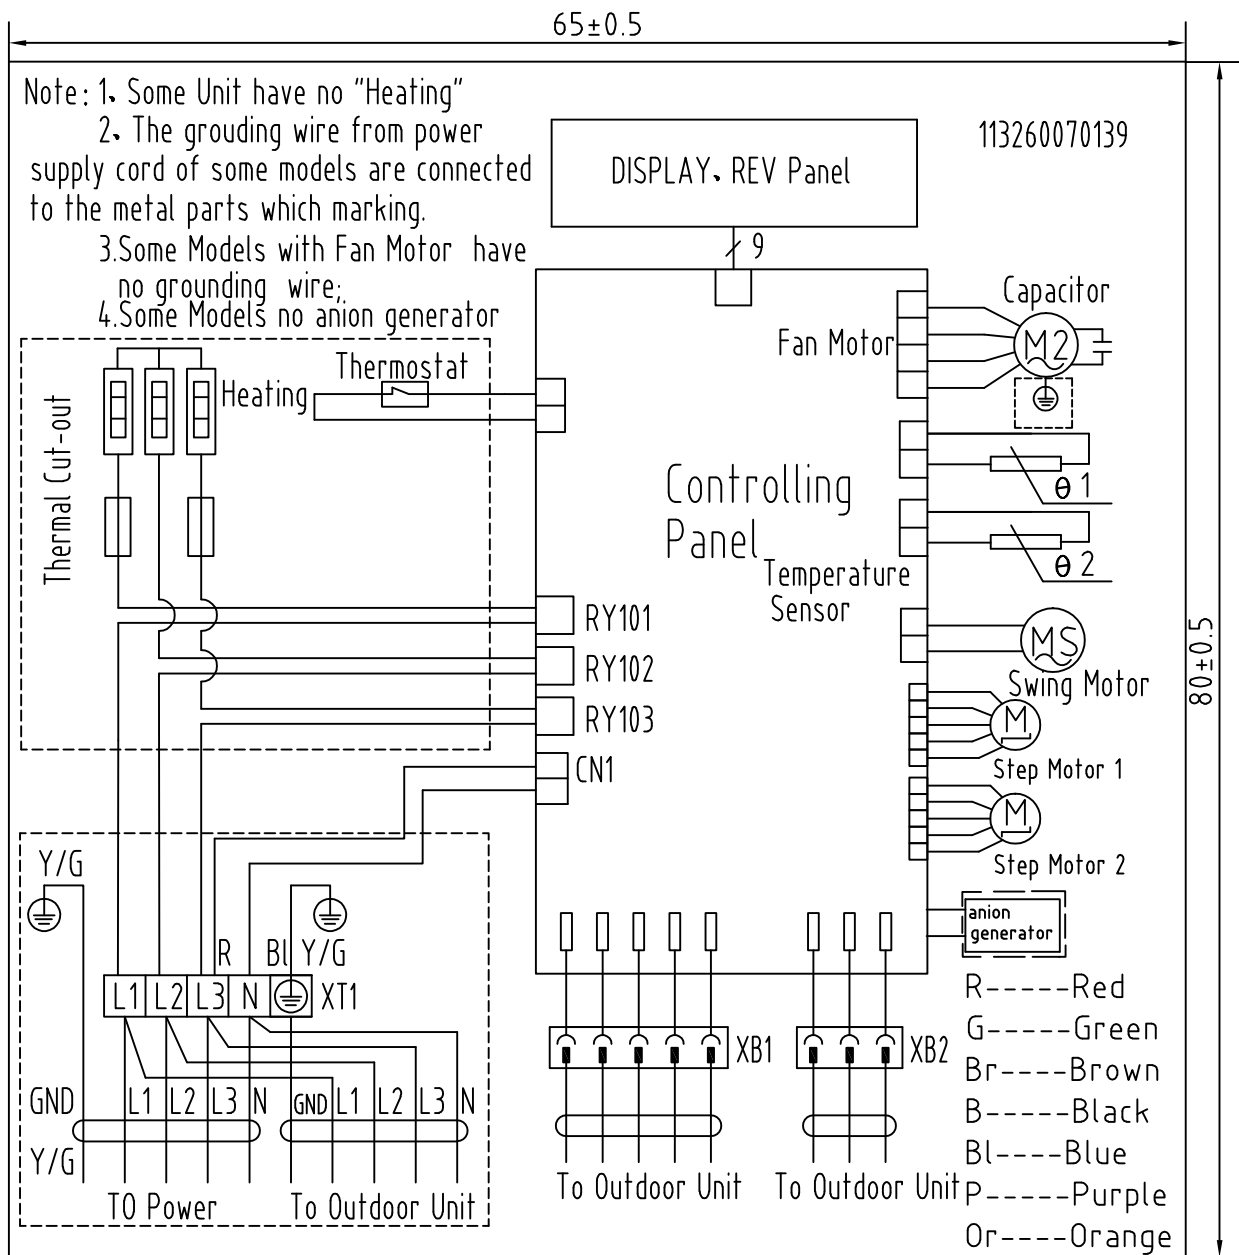 65±0.5
Note: 1. Some Unit have no "Heating"
2. The grouding wire from power
supply cord of some models are connected
to the metal parts which marking.
3.Some Models with Fan Motor have
no grounding wire;
4.Some Models no anion generator
113260070139
DISPLAY. REV Panel
9
Capacitor
Fan Motor
M2
Thermostat
Heating
Thermal Cut-out
Controlling
Panel
θ 1
θ 2
Temperature
Sensor
RY101
RY102
RY103
CN1
MS
Swing Motor
M
Step Motor 1
M
Step Motor 2
80±0.5
anion
generator
Y/G
R
Bl
Y/G
L1
L2
L3
N
XT1
XB1
XB2
GND
L1
L2
L3
N
GND
L1
L2
L3
N
Y/G
TO Power
To Outdoor Unit
To Outdoor Unit
To Outdoor Unit
R-----Red
G-----Green
Br----Brown
B-----Black
Bl----Blue
P-----Purple
Or----Orange